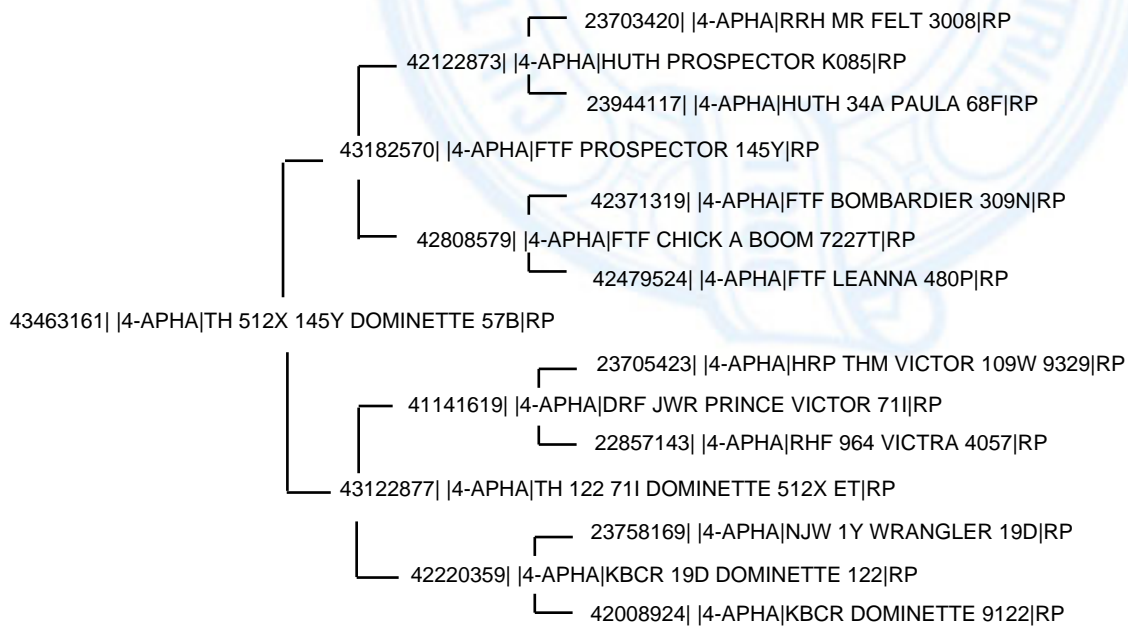 23703420| |4-APHA|RRH MR FELT 3008|RP
42122873| |4-APHA|HUTH PROSPECTOR K085|RP
23944117| |4-APHA|HUTH 34A PAULA 68F|RP
43182570| |4-APHA|FTF PROSPECTOR 145Y|RP
42371319| |4-APHA|FTF BOMBARDIER 309N|RP
42808579| |4-APHA|FTF CHICK A BOOM 7227T|RP
42479524| |4-APHA|FTF LEANNA 480P|RP
43463161| |4-APHA|TH 512X 145Y DOMINETTE 57B|RP
23705423| |4-APHA|HRP THM VICTOR 109W 9329|RP
41141619| |4-APHA|DRF JWR PRINCE VICTOR 71I|RP
22857143| |4-APHA|RHF 964 VICTRA 4057|RP
43122877| |4-APHA|TH 122 71I DOMINETTE 512X ET|RP
23758169| |4-APHA|NJW 1Y WRANGLER 19D|RP
42220359| |4-APHA|KBCR 19D DOMINETTE 122|RP
42008924| |4-APHA|KBCR DOMINETTE 9122|RP